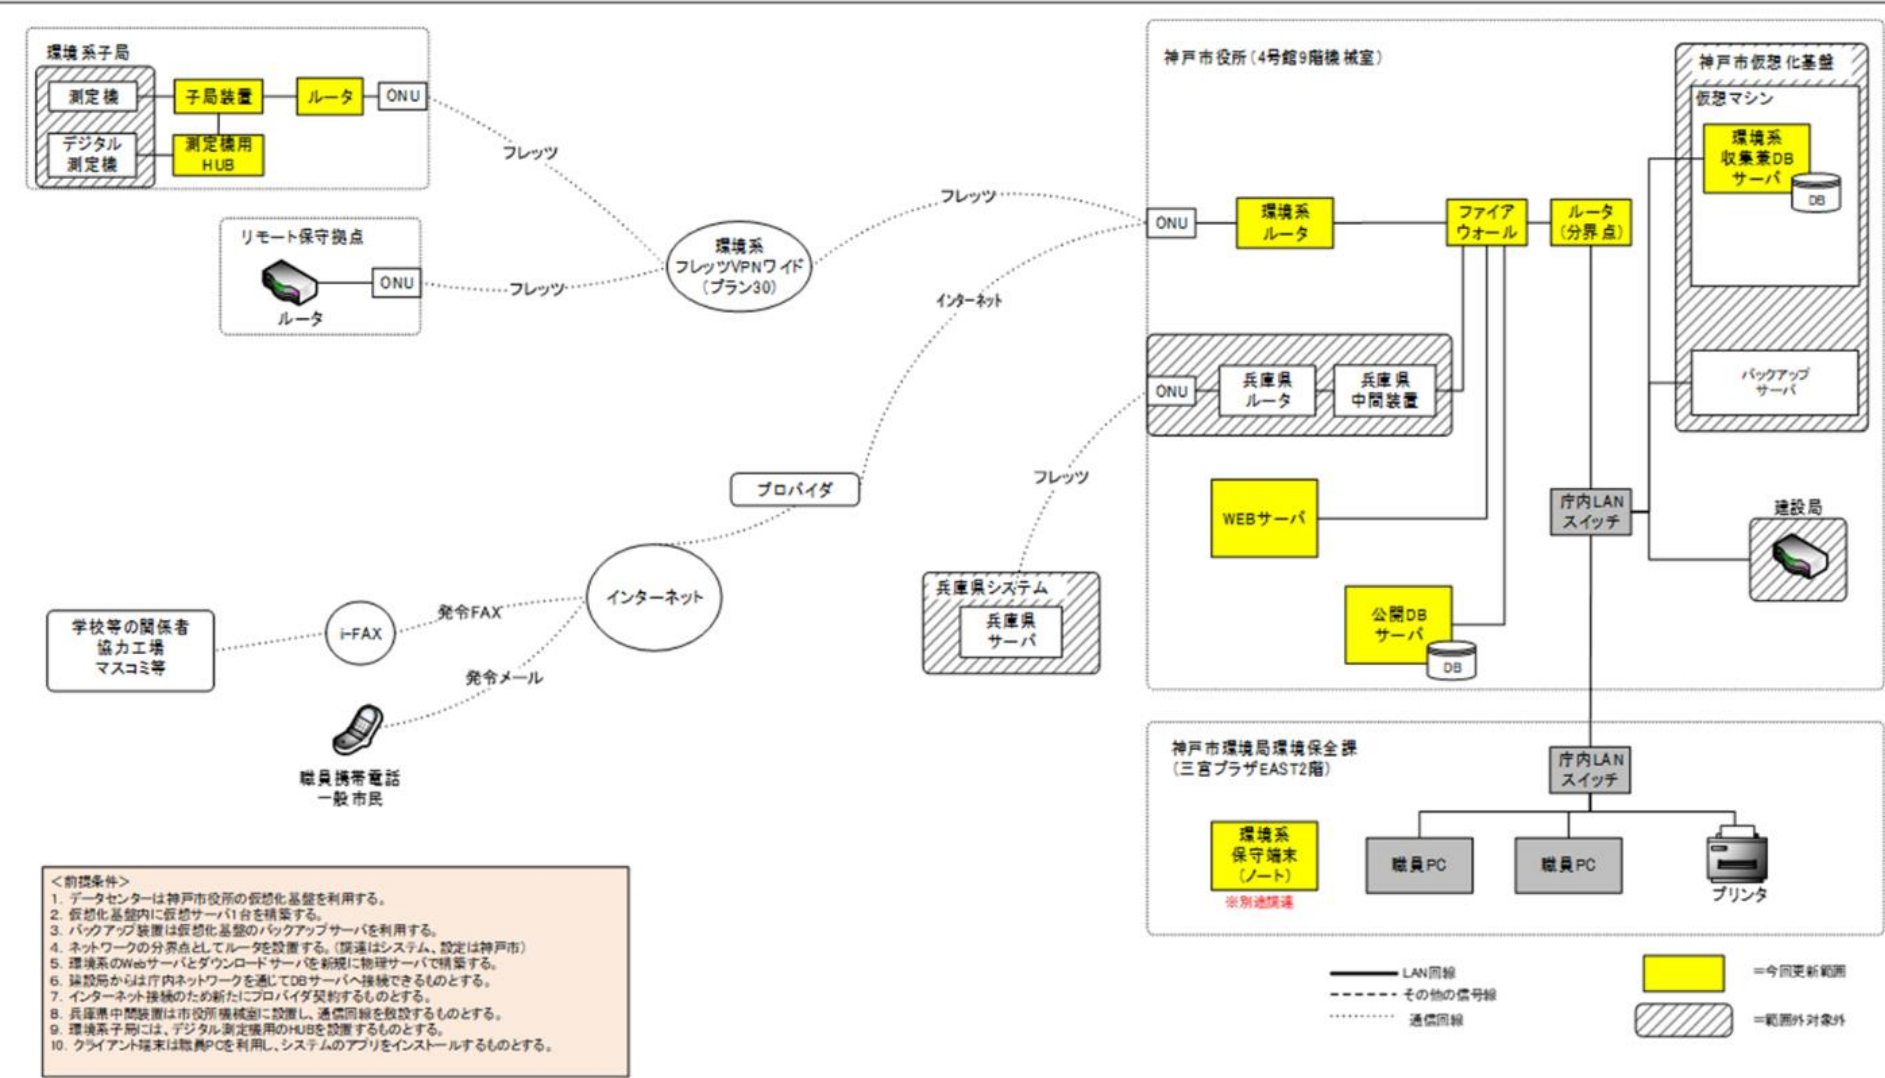 環境系子局
測定機
子局装置
ルータ
ONU
デジタル
測定機
測定機用
HUB
フレッツ
リモート保守拠点
ONU
ルータ
フレッツ
環境系
フレッツVPNワイド
(プラン30)
フレッツ
インターネット
プロバイダ
インターネット
発令FAX
i-FAX
学校等の関係者
協力工場
マスコミ等
発令メール
職員携帯電話
一般市民
フレッツ
兵庫県システム
兵庫県
サーバ
神戸市役所(4号館9階機械室)
ONU
環境系
ルータ
ファイア
ウォール
ルータ
(分界点)
神戸市仮想化基盤
仮想マシン
環境系
収集兼DB
サーバ
DB
バックアップ
サーバ
ONU
兵庫県
ルータ
兵庫県
中間装置
WEBサーバ
庁内LAN
スイッチ
建設局
公開DB
サーバ
DB
神戸市環境局環境保全課
(三宮プラザEAST2階)
庁内LAN
スイッチ
環境系
保守端末
(ノート)
※別途調達
職員PC
職員PC
プリンタ
<前提条件>
1. データセンターは神戸市役所の仮想化基盤を利用する。
2. 仮想化基盤内に仮想サーバ1台を構築する。
3. バックアップ装置は仮想化基盤のバックアップサーバを利用する。
4. ネットワークの分界点としてルータを設置する。(調達はシステム、設定は神戸市)
5. 環境系のWebサーバとダウンロードサーバを新規に物理サーバで構築する。
6. 建設局からは庁内ネットワークを通じてDBサーバへ接続できるものとする。
7. インターネット接続のため新たにプロバイダ契約するものとする。
8. 兵庫県中間装置は市役所機械室に設置し、通信回線を敷設するものとする。
9. 環境系子局には、デジタル測定機用のHUBを設置するものとする。
10. クライアント端末は職員PCを利用し、システムのアプリをインストールするものとする。
LAN回線
その他の信号線
通信回線
=今回更新範囲
=範囲外対象外